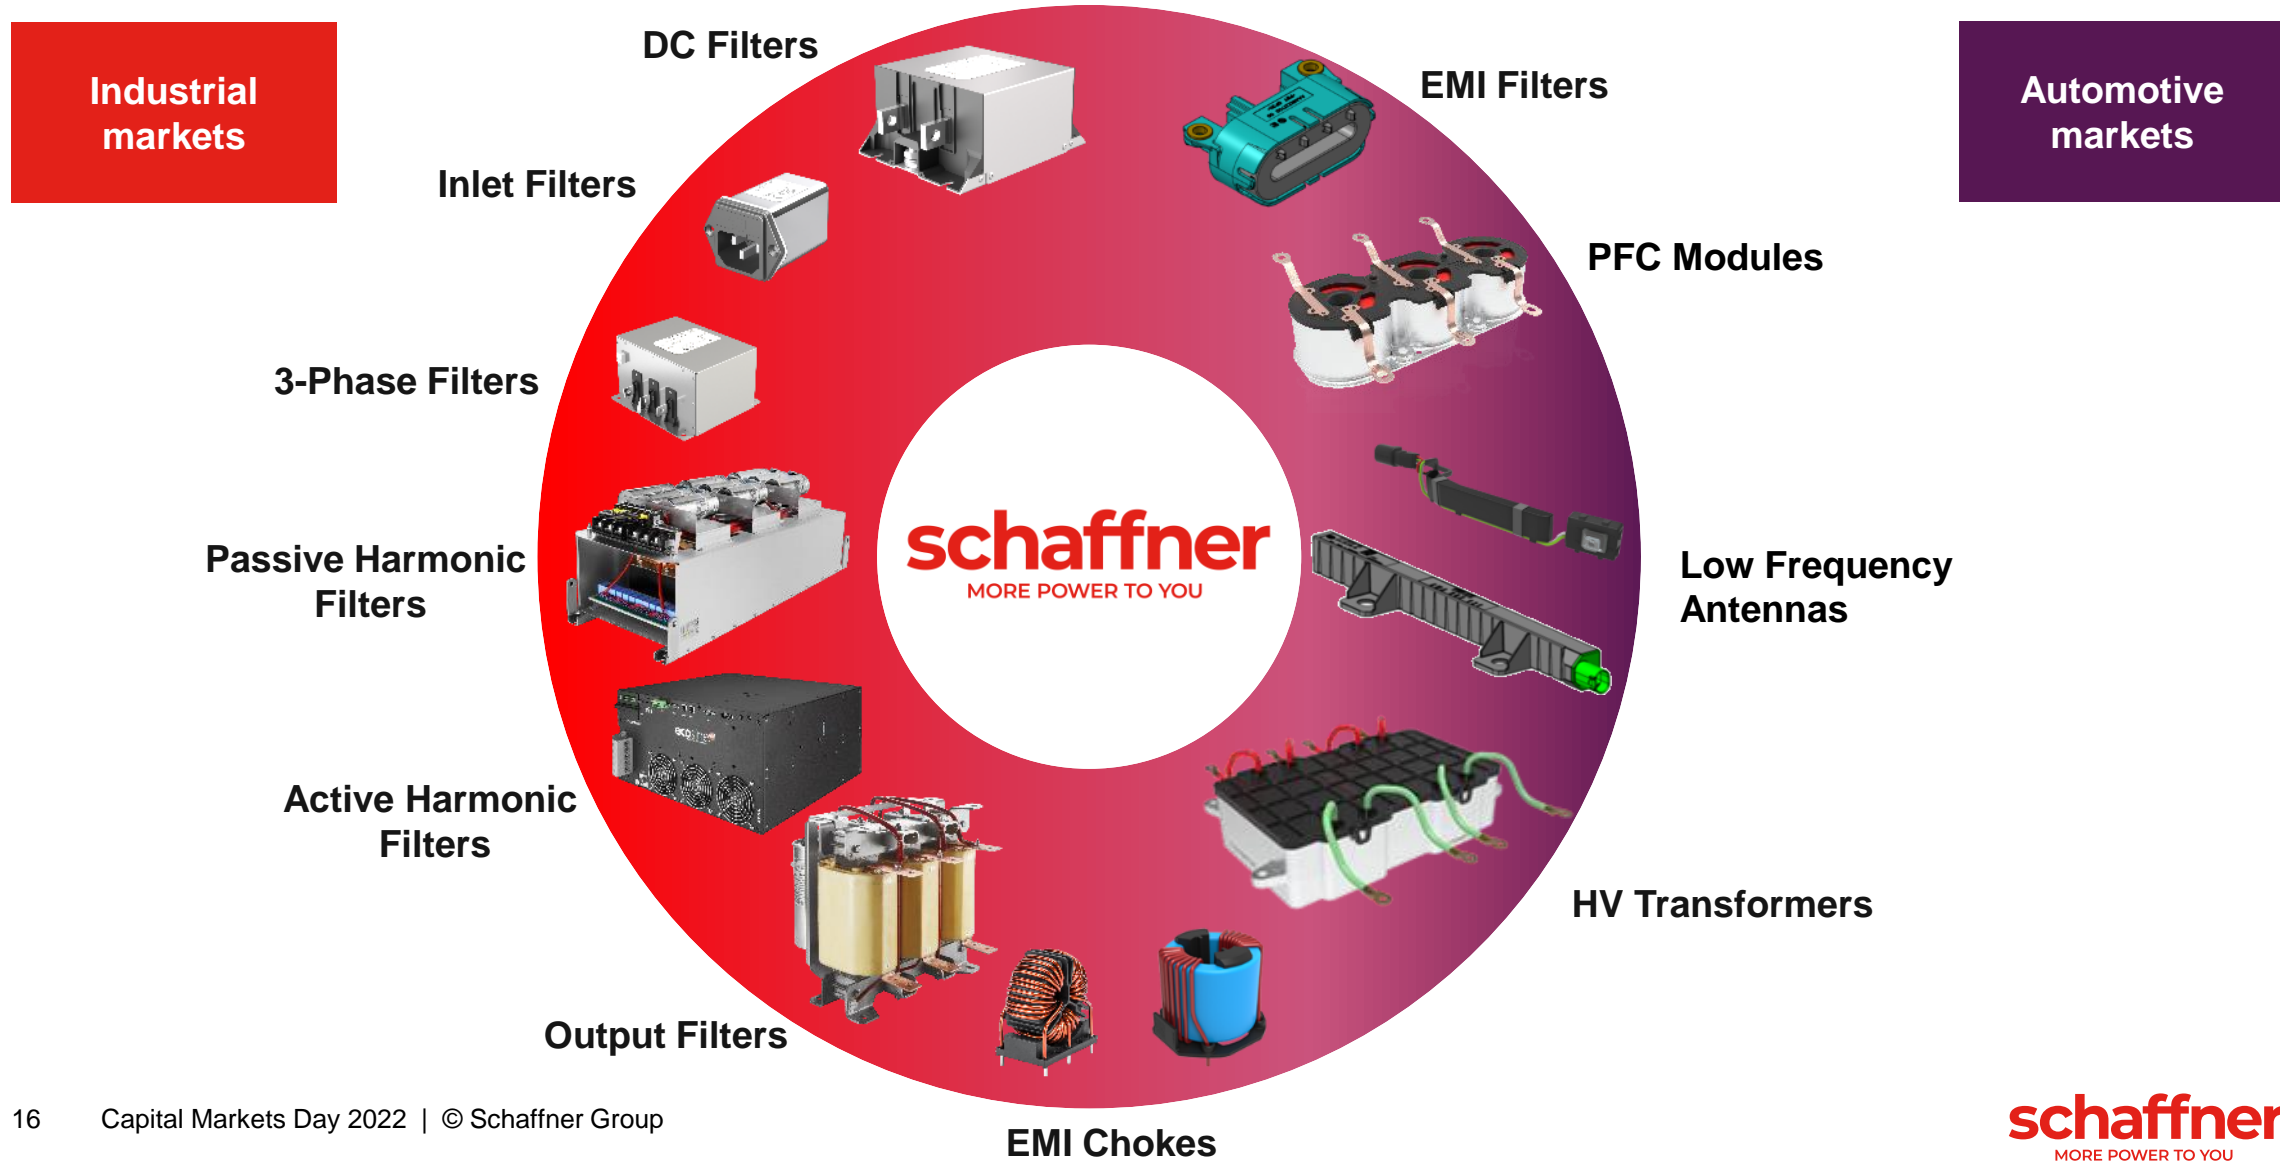 Industrial
markets
DC Filters
EMI Filters
Automotive
markets
Inlet Filters
PFC Modules
3-Phase Filters
schaffner
MORE POWER TO YOU
Passive Harmonic
Filters
Low Frequency
Antennas
Active Harmonic
Filters
HV Transformers
Output Filters
EMI Chokes
16
Capital Markets Day 2022 | © Schaffner Group
schaffner
MORE POWER TO YOU